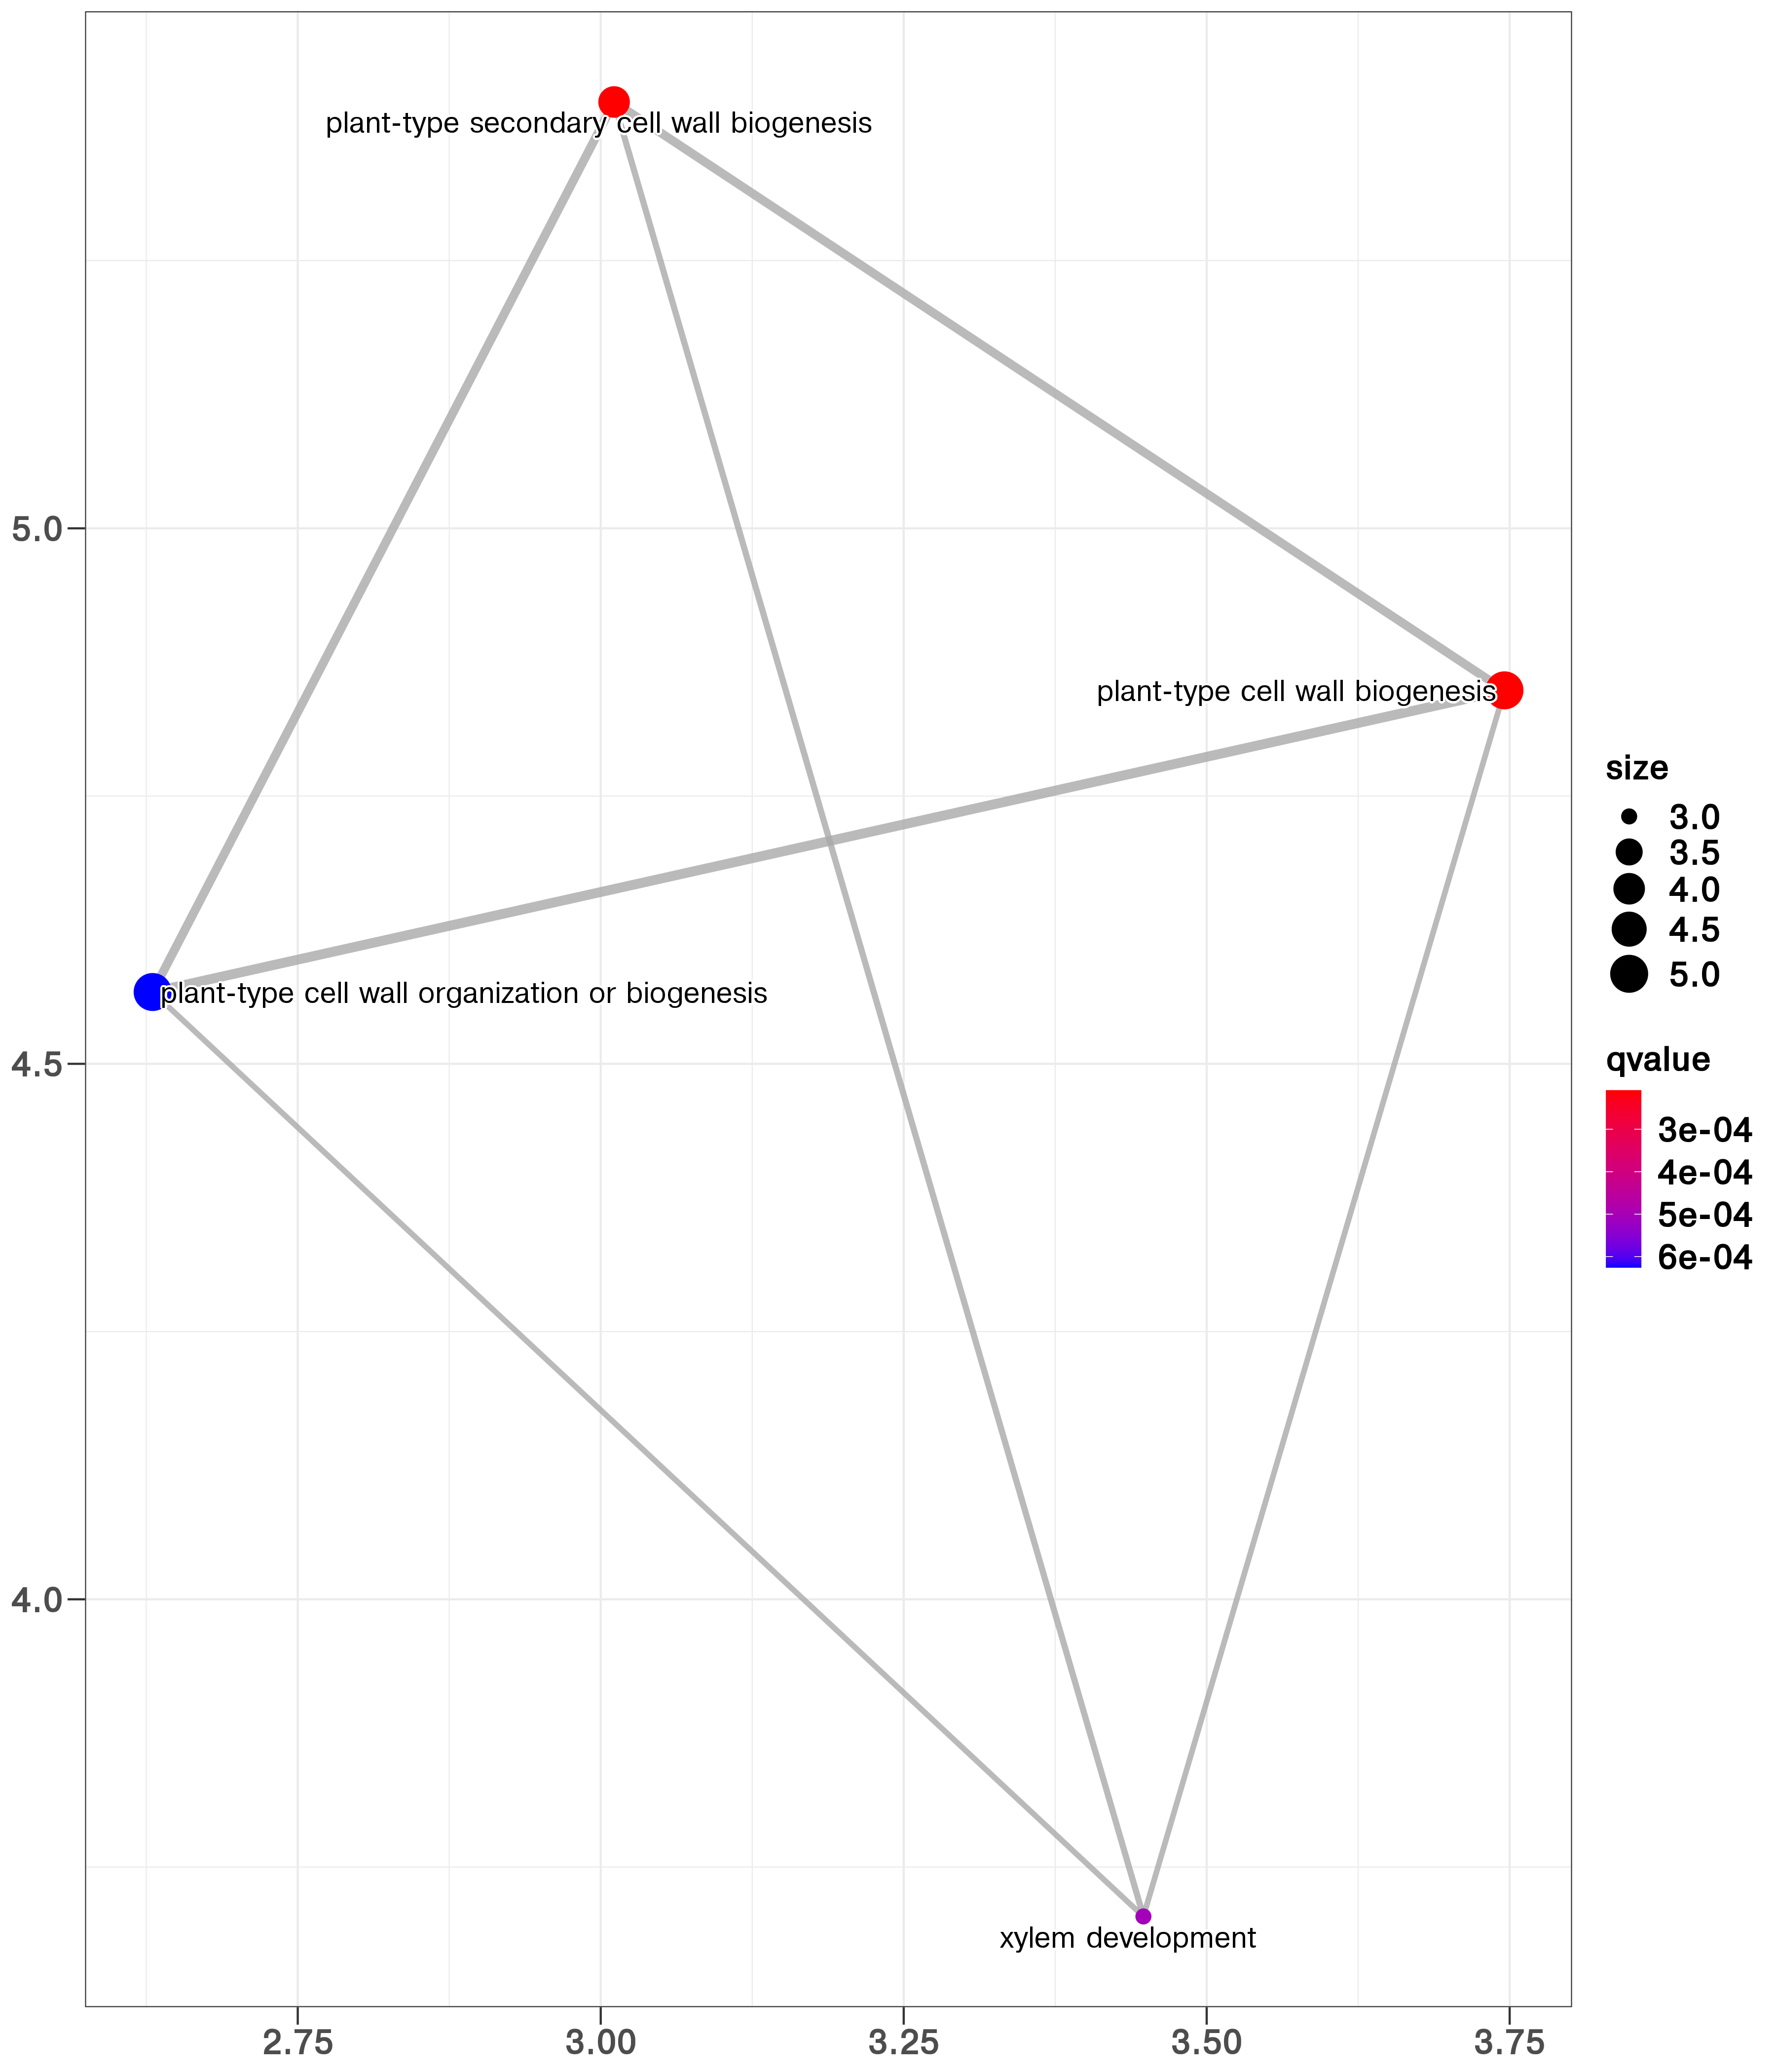 plant-type secondary cell wall biogenesis
5.0
plant-type cell wall biogenesis
plant-type cell wall organization or biogenesis
4.5
4.0
xylem development
2.75 3.00 3.25 3.50 3.75
size
3.0
3.5
4.0
4.5
5.0
qvalue
3e-04
4e-04
5e-04
6e-04